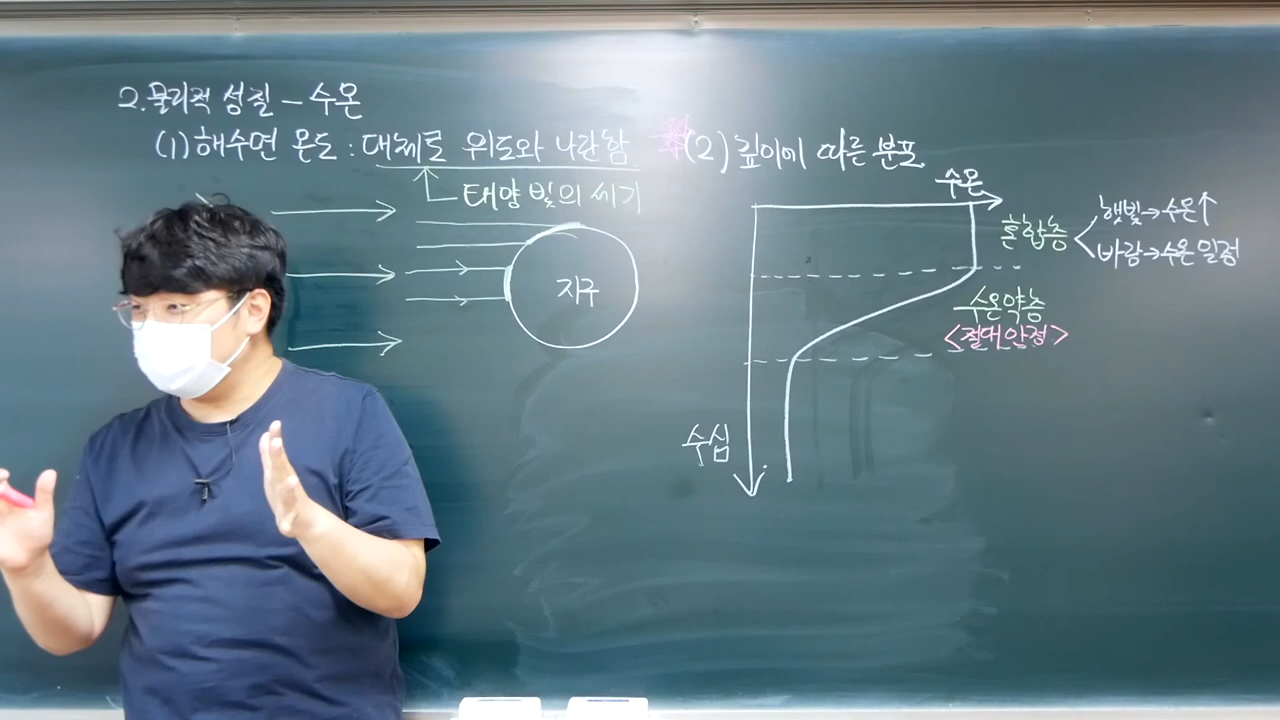 2. 물리적 성질 - 수온
(1) 해수면 온도 : 대체로 위도와 나란함
태양 빛의 세기
지구
(2) 깊이에 따른 분포
수온
혼합층
햇빛→수온↑
바람→수온 일정
수온약층
<절대안정>
수심